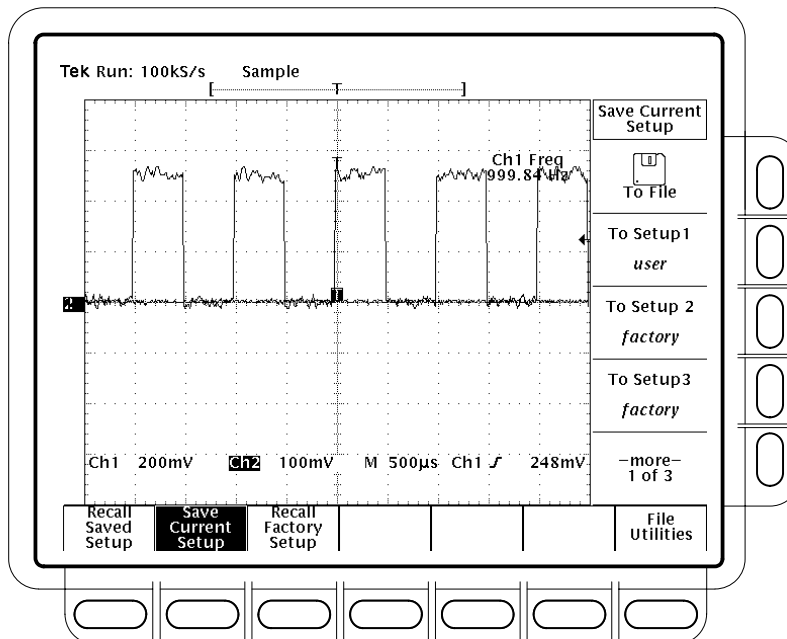 Tek Run: 100kS/s Sample
[ T ]
Save Current
Setup
Ch1 Freq
999.84 Hz
To File
To Setup1
user
To Setup 2
factory
To Setup3
factory
2
Ch1 200mV Ch2 100mV M 500µs Ch1 248mV
–more–
1 of 3
Recall
Saved
Setup
Save
Current
Setup
Recall
Factory
Setup
File
Utilities